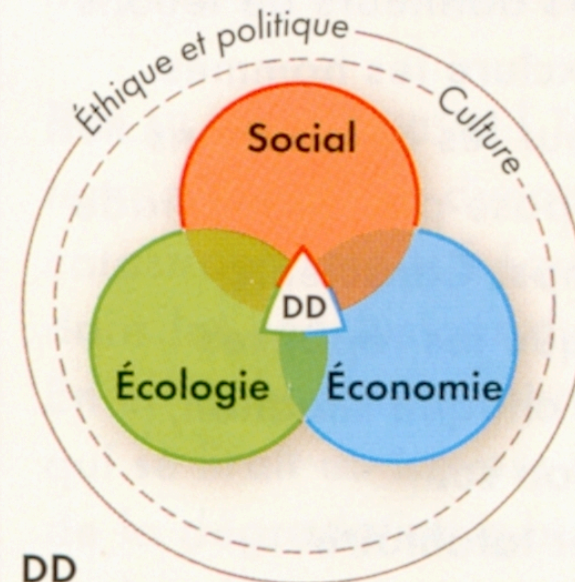 Éthique et politique
Culture
Social
DD
Écologie
Économie
DD